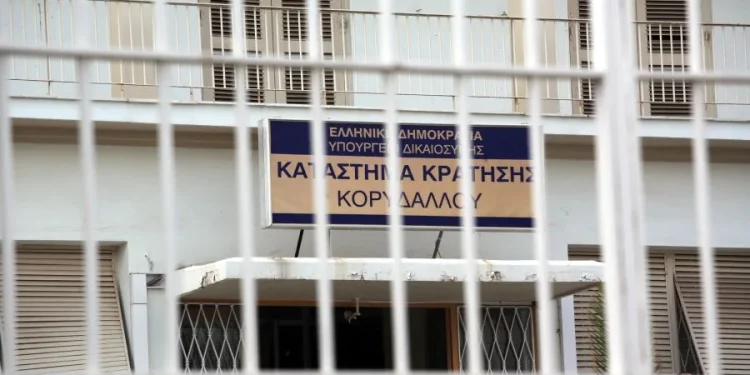 ΕΛΛΗΝΙΚΗ ΔΗΜΟΚΡΑΤΙΑ
ΥΠΟΥΡΓΕΙΟ ΔΙΚΑΙΟΣΥΝΗΣ
ΚΑΤΑΣΤΗΜΑ ΚΡΑΤΗΣΗΣ
ΚΟΡΥΔΑΛΛΟΥ